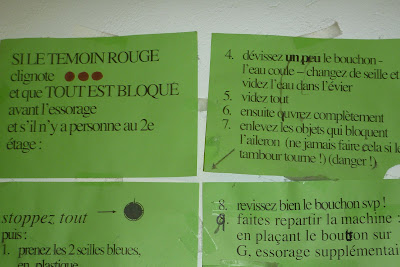 SI LE TEMOIN ROUGE
clignote
et que TOUT EST BLOQUÉ
avant l'essorage
et s'il n'y a personne au 2e
étage :
stoppez tout
puis :
1. prenez les 2 seilles bleues,
en plastique
4. dévissez un peu le bouchon -
l'eau coule – changez de seille et
videz l'eau dans l'évier
5. videz tout
6. ensuite ouvrez complètement
7. enlevez les objets qui bloquent
l'aileron (ne jamais faire cela si le
tambour tourne !) (danger !)
8. revissez bien le bouchon svp !
9. faites repartir la machine :
en plaçant le bouton sur
G. essorage supplémentai